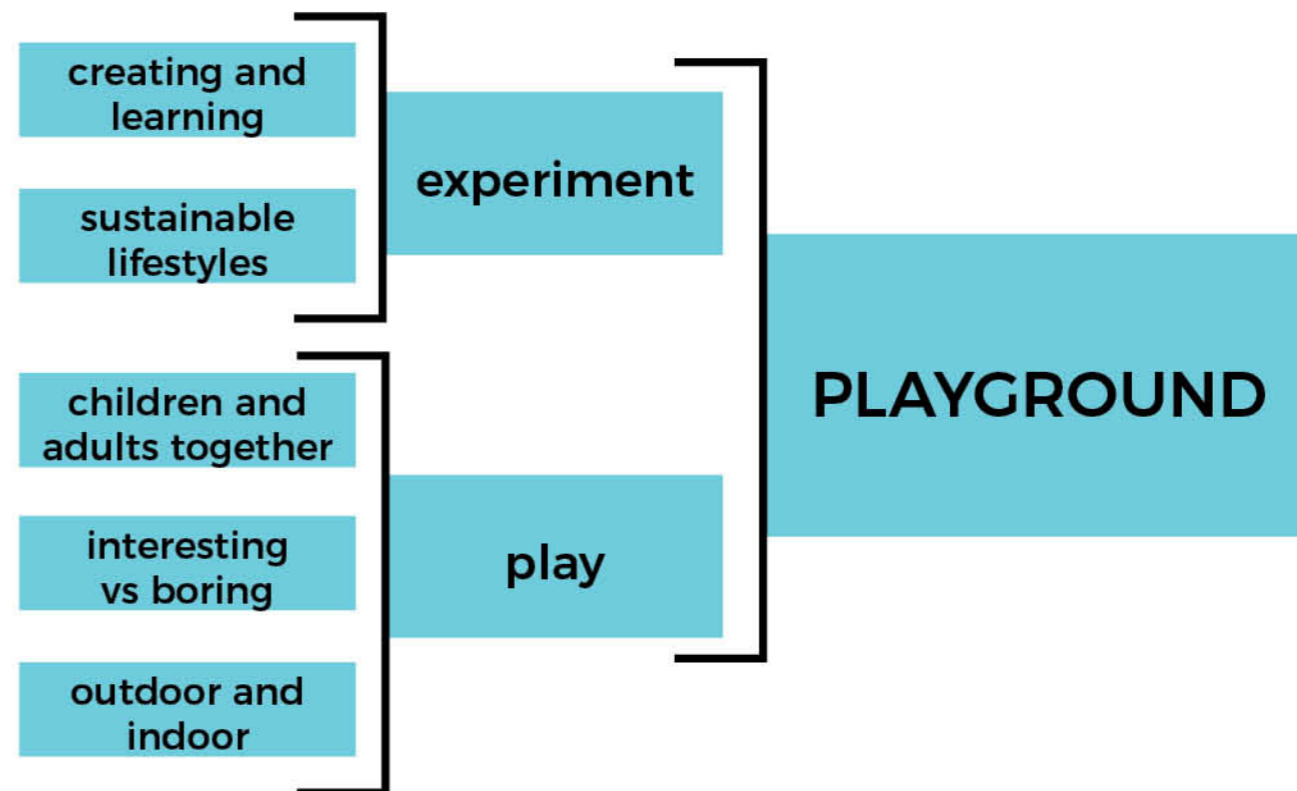 creating and
learning
sustainable
lifestyles
experiment
children and
adults together
interesting
vs boring
outdoor and
indoor
play
PLAYGROUND